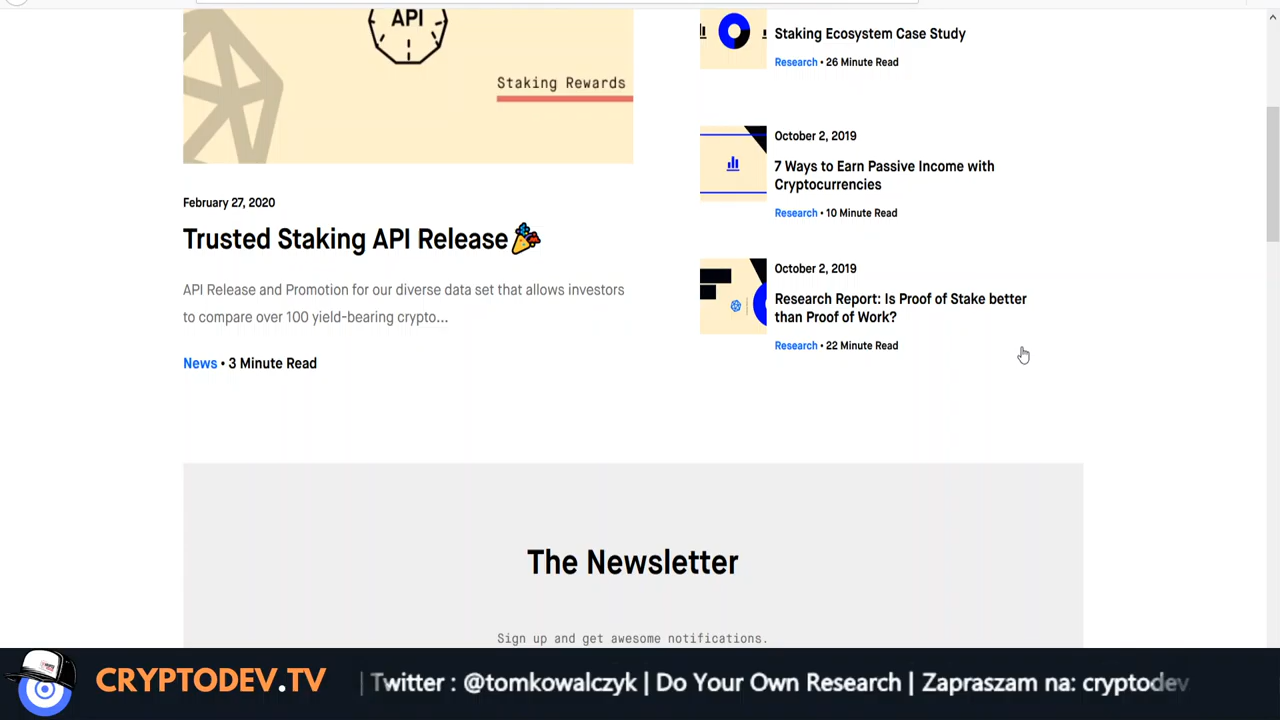 API
Staking Rewards
February 27, 2020
Trusted Staking API Release
API Release and Promotion for our diverse data set that allows investors
to compare over 100 yield-bearing crypto...
News • 3 Minute Read
Staking Ecosystem Case Study
Research • 26 Minute Read
October 2, 2019
7 Ways to Earn Passive Income with
Cryptocurrencies
Research • 10 Minute Read
October 2, 2019
Research Report: Is Proof of Stake better
than Proof of Work?
Research • 22 Minute Read
The Newsletter
Sign up and get awesome notifications.
CRYPTODEV.TV
| Twitter : @tomkowalczyk | Do Your Own Research | Zapraszam na: cryptodev